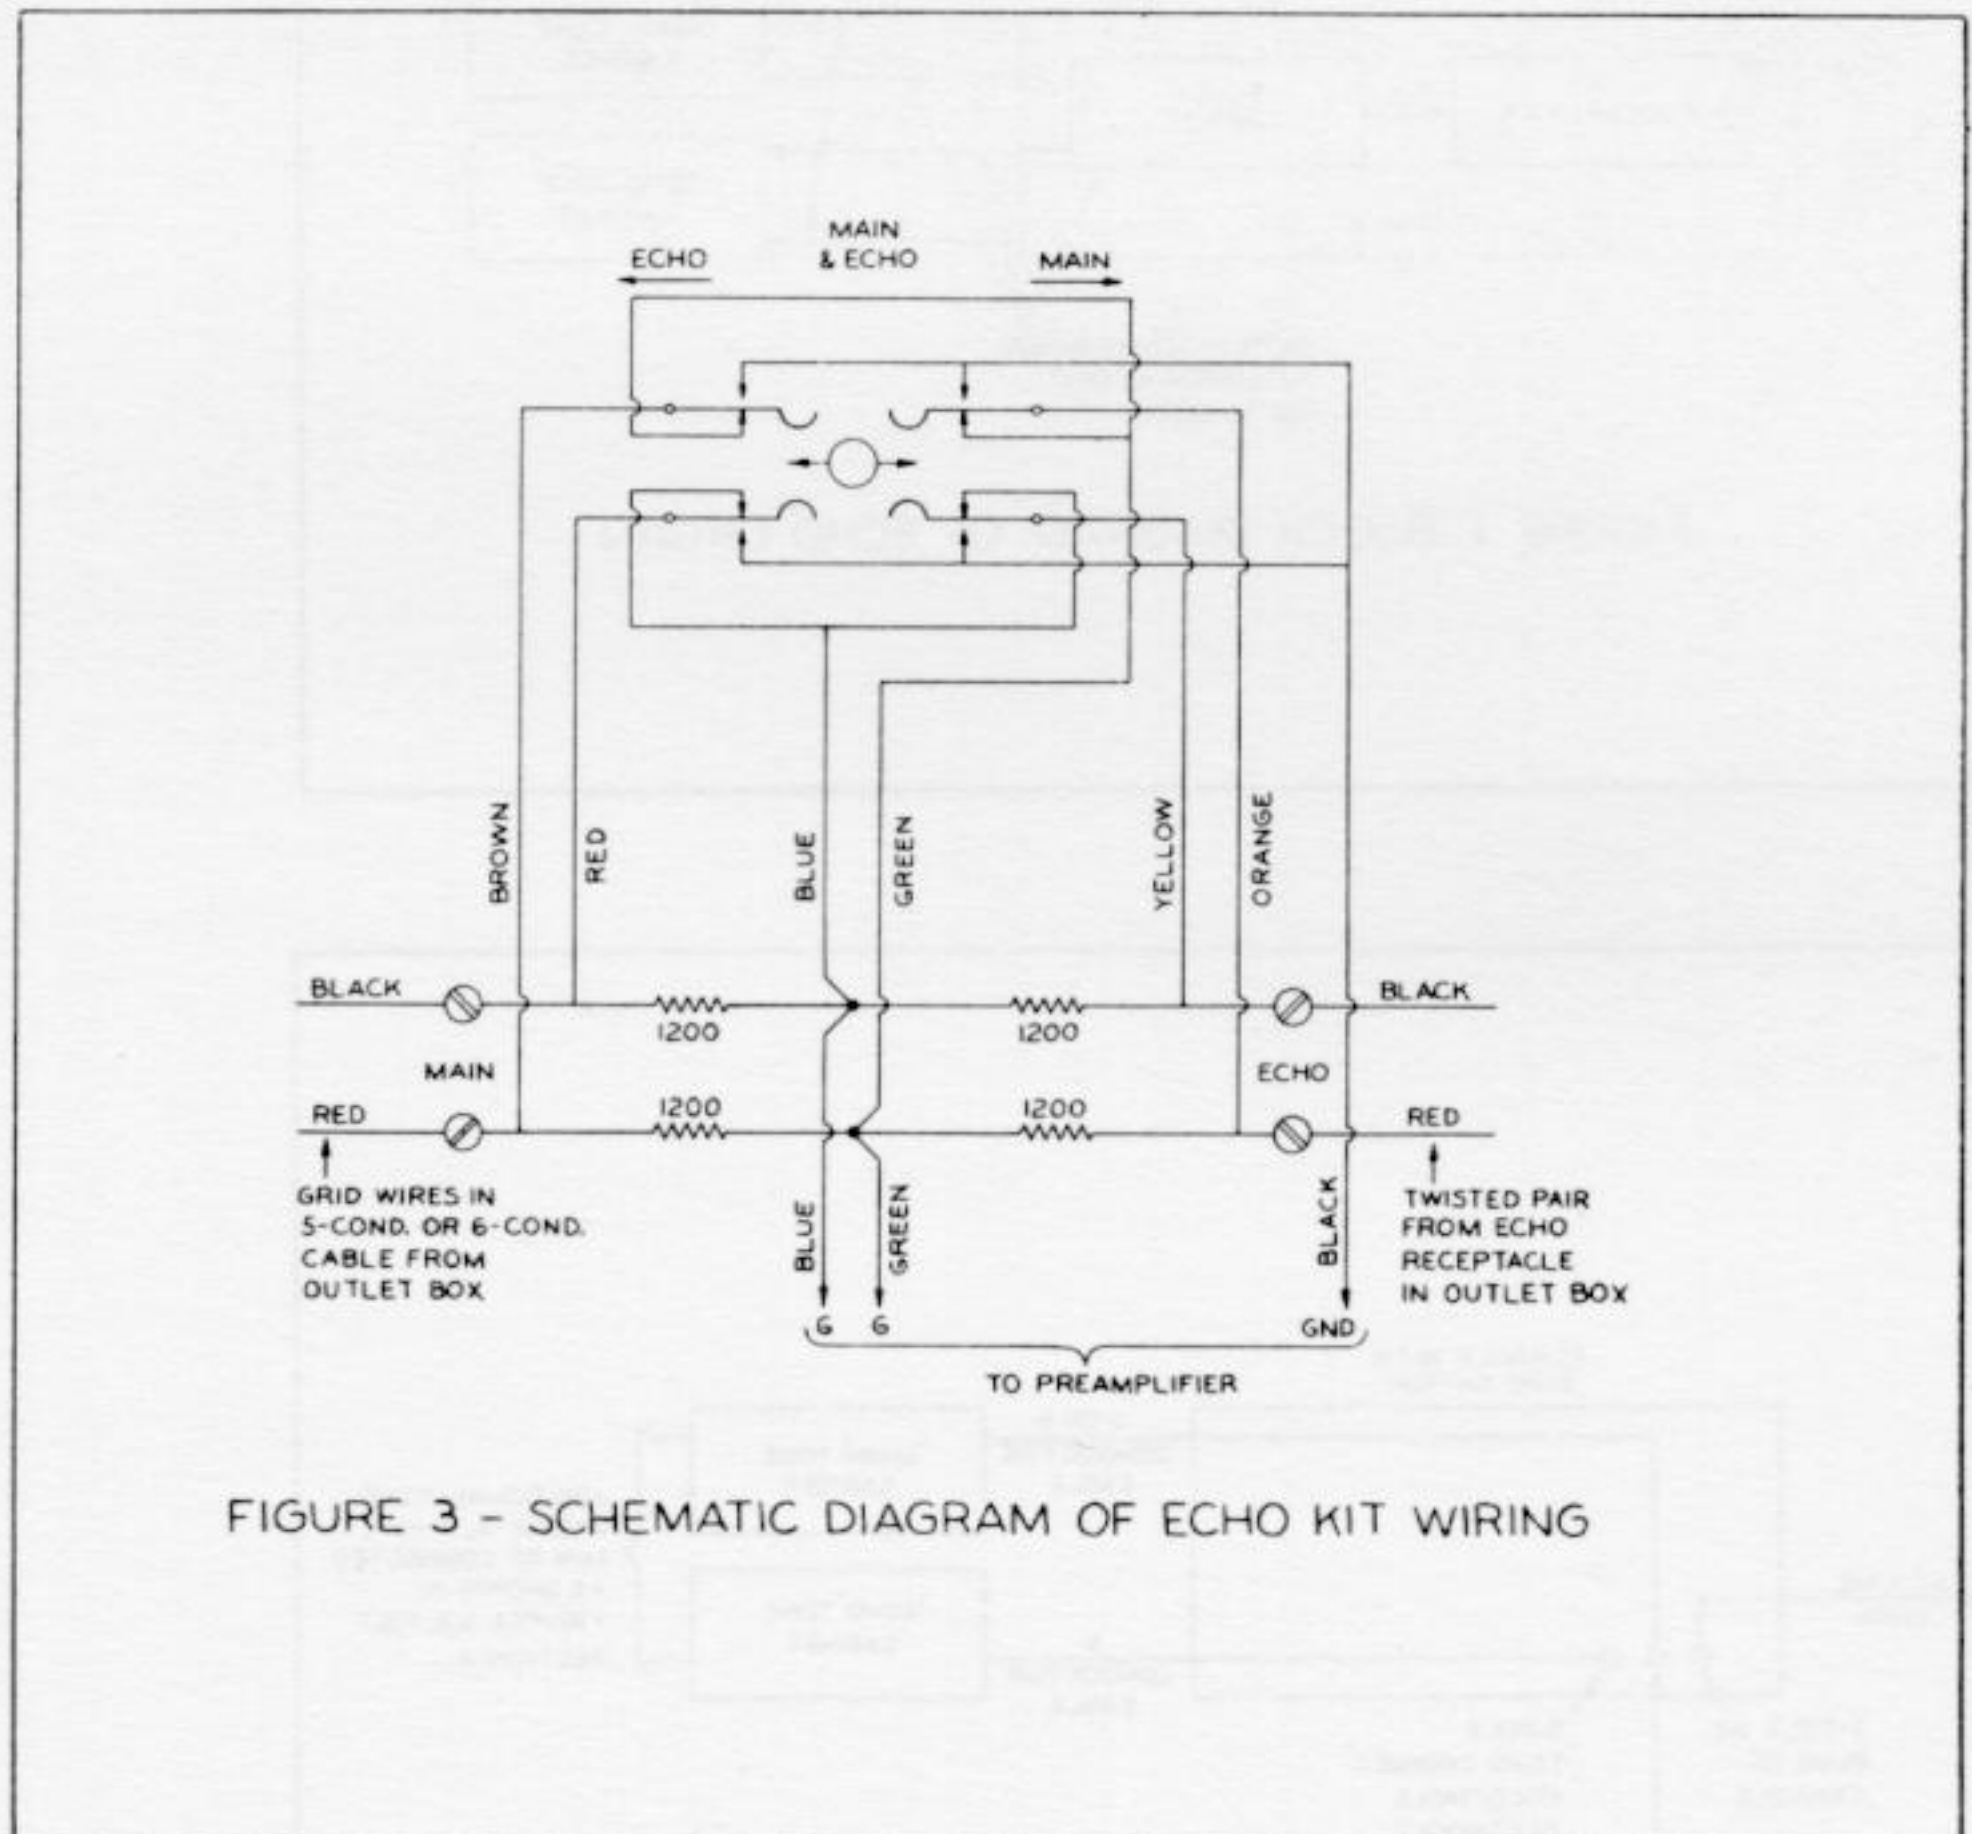 MAIN
& ECHO
ECHO
MAIN
BROWN
RED
BLUE
GREEN
YELLOW
ORANGE
BLACK
1200
1200
BLACK
MAIN
ECHO
RED
1200
1200
RED
GRID WIRES IN
5-COND. OR 6-COND.
CABLE FROM
OUTLET BOX
BLUE
GREEN
BLACK
TWISTED PAIR
FROM ECHO
RECEPTACLE
IN OUTLET BOX
G G GND
TO PREAMPLIFIER
FIGURE 3 - SCHEMATIC DIAGRAM OF ECHO KIT WIRING